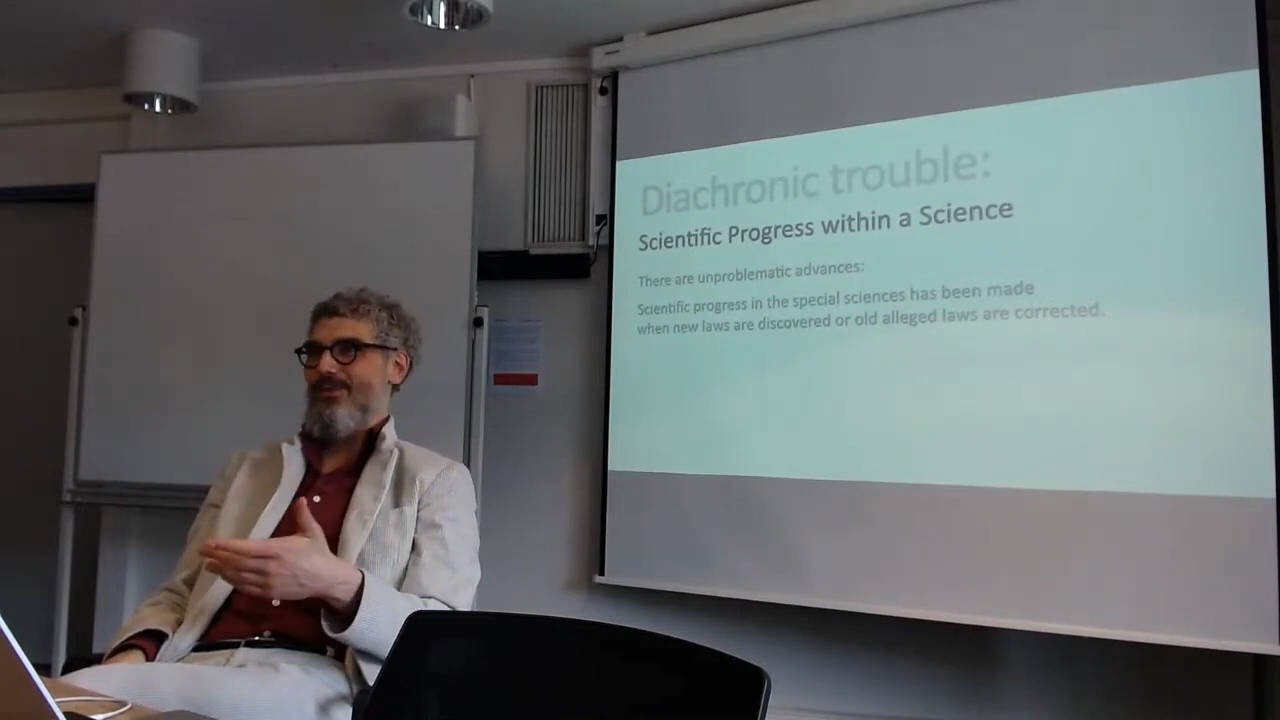 Diachronic trouble:
Scientific Progress within a Science
There are unproblematic advances:
Scientific progress in the special sciences has been made
when new laws are discovered or old alleged laws are corrected.